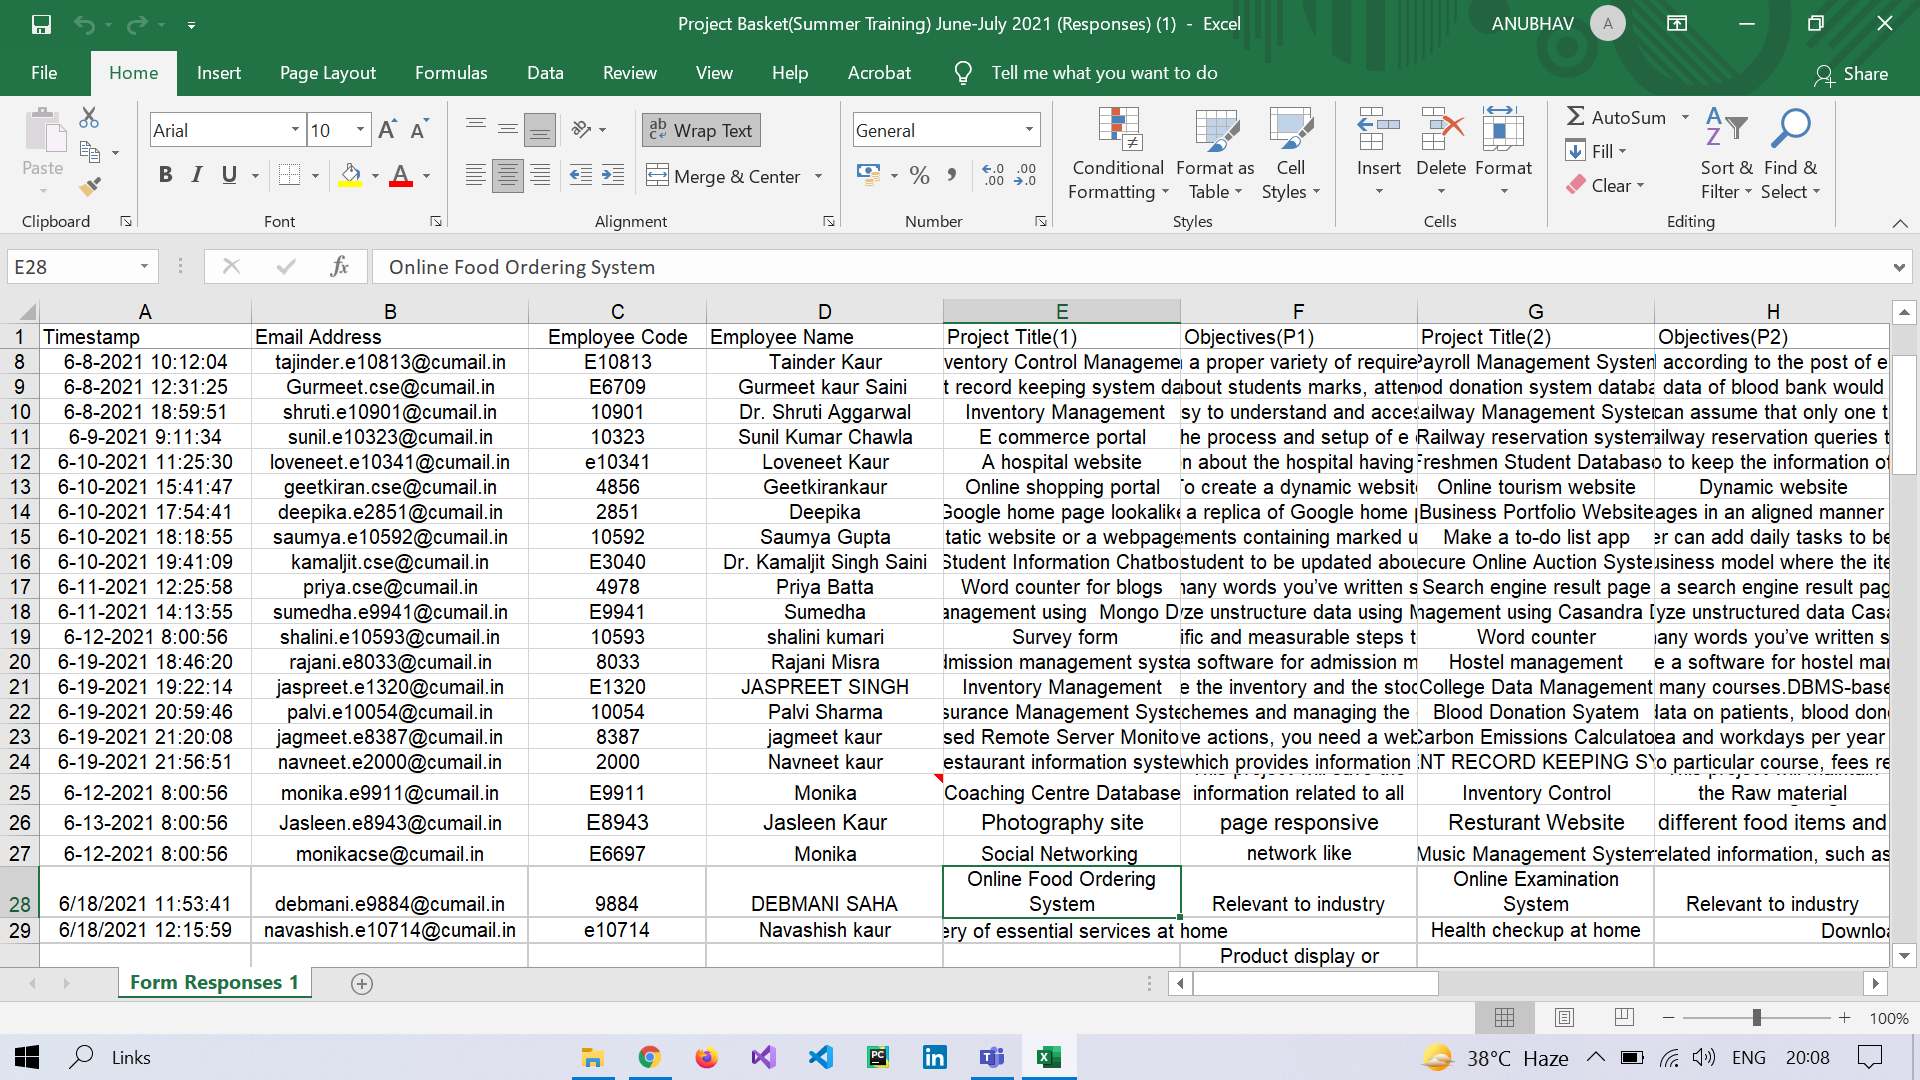 Project Basket(Summer Training) June-July 2021 (Responses) (1) - Excel
ANUBHAV A
File Home Insert Page Layout Formulas Data Review View Help Acrobat Tell me what you want to do Share
Paste
Arial 10 A A
B I U A
ab Wrap Text
Merge & Center
General
% , .0 .00 .00 .0
Conditional Formatting
Format as Table
Cell Styles
Insert Delete Format
AutoSum
Fill
Clear
Sort & Filter
Find & Select
Clipboard Font Alignment Number Styles Cells Editing
E28 fx Online Food Ordering System
A B C D E F G H
1 Timestamp Email Address Employee Code Employee Name Project Title(1) Objectives(P1) Project Title(2) Objectives(P2)
8 6-8-2021 10:12:04 tajinder.e10813@cumail.in E10813 Tainder Kaur ventory Control Manageme a proper variety of require Payroll Management System according to the post of e
9 6-8-2021 12:31:25 Gurmeet.cse@cumail.in E6709 Gurmeet kaur Saini t record keeping system da bout students marks, atten od donation system databa data of blood bank would
10 6-8-2021 18:59:51 shruti.e10901@cumail.in 10901 Dr. Shruti Aggarwal Inventory Management sy to understand and acces ailway Management Syste can assume that only one t
11 6-9-2021 9:11:34 sunil.e10323@cumail.in 10323 Sunil Kumar Chawla E commerce portal he process and setup of e Railway reservation system ailway reservation queries t
12 6-10-2021 11:25:30 loveneet.e10341@cumail.in e10341 Loveneet Kaur A hospital website n about the hospital having Freshmen Student Databas o to keep the information of
13 6-10-2021 15:41:47 geetkiran.cse@cumail.in 4856 Geetkirankaur Online shopping portal To create a dynamic websit Online tourism website Dynamic website
14 6-10-2021 17:54:41 deepika.e2851@cumail.in 2851 Deepika Google home page lookalik a replica of Google home Business Portfolio Website ages in an aligned manner
15 6-10-2021 18:18:55 saumya.e10592@cumail.in 10592 Saumya Gupta tatic website or a webpage ments containing marked u Make a to-do list app er can add daily tasks to be
16 6-10-2021 19:41:09 kamaljit.cse@cumail.in E3040 Dr. Kamaljit Singh Saini Student Information Chatbo student to be updated abou ecure Online Auction Syste usiness model where the ite
17 6-11-2021 12:25:58 priya.cse@cumail.in 4978 Priya Batta Word counter for blogs many words you've written s Search engine result page a search engine result pag
18 6-11-2021 14:13:55 sumedha.e9941@cumail.in E9941 Sumedha anagement using Mongo D yze unstructure data using M nagement using Casandra D yze unstructured data Casa
19 6-12-2021 8:00:56 shalini.e10593@cumail.in 10593 shalini kumari Survey form ific and measurable steps t Word counter many words you've written s
20 6-19-2021 18:46:20 rajani.e8033@cumail.in 8033 Rajani Misra dmission management syste a software for admission m Hostel management e a software for hostel mar
21 6-19-2021 19:22:14 jaspreet.e1320@cumail.in E1320 JASPREET SINGH Inventory Management e the inventory and the stoc College Data Management many courses.DBMS-base
22 6-19-2021 20:59:46 palvi.e10054@cumail.in 10054 Palvi Sharma surance Management Syste chemes and managing the Blood Donation Syatem data on patients, blood don
23 6-19-2021 21:20:08 jagmeet.e8387@cumail.in 8387 jagmeet kaur sed Remote Server Monito ve actions, you need a web Carbon Emissions Calculato ea and workdays per year
24 6-19-2021 21:56:51 navneet.e2000@cumail.in 2000 Navneet kaur estaurant information syste which provides information ENT RECORD KEEPING SY o particular course, fees re
25 6-12-2021 8:00:56 monika.e9911@cumail.in E9911 Monika Coaching Centre Database information related to all Inventory Control the Raw material
26 6-13-2021 8:00:56 Jasleen.e8943@cumail.in E8943 Jasleen Kaur Photography site page responsive Resturant Website different food items and
27 6-12-2021 8:00:56 monikacse@cumail.in E6697 Monika Social Networking network like Music Management System related information, such as
28 6/18/2021 11:53:41 debmani.e9884@cumail.in 9884 DEBMANI SAHA Online Food Ordering System Relevant to industry Online Examination System Relevant to industry
29 6/18/2021 12:15:59 navashish.e10714@cumail.in e10714 Navashish kaur ery of essential services at home Health checkup at home Downloa
Product display or
Form Responses 1
100%
Links
38°C Haze ENG 20:08